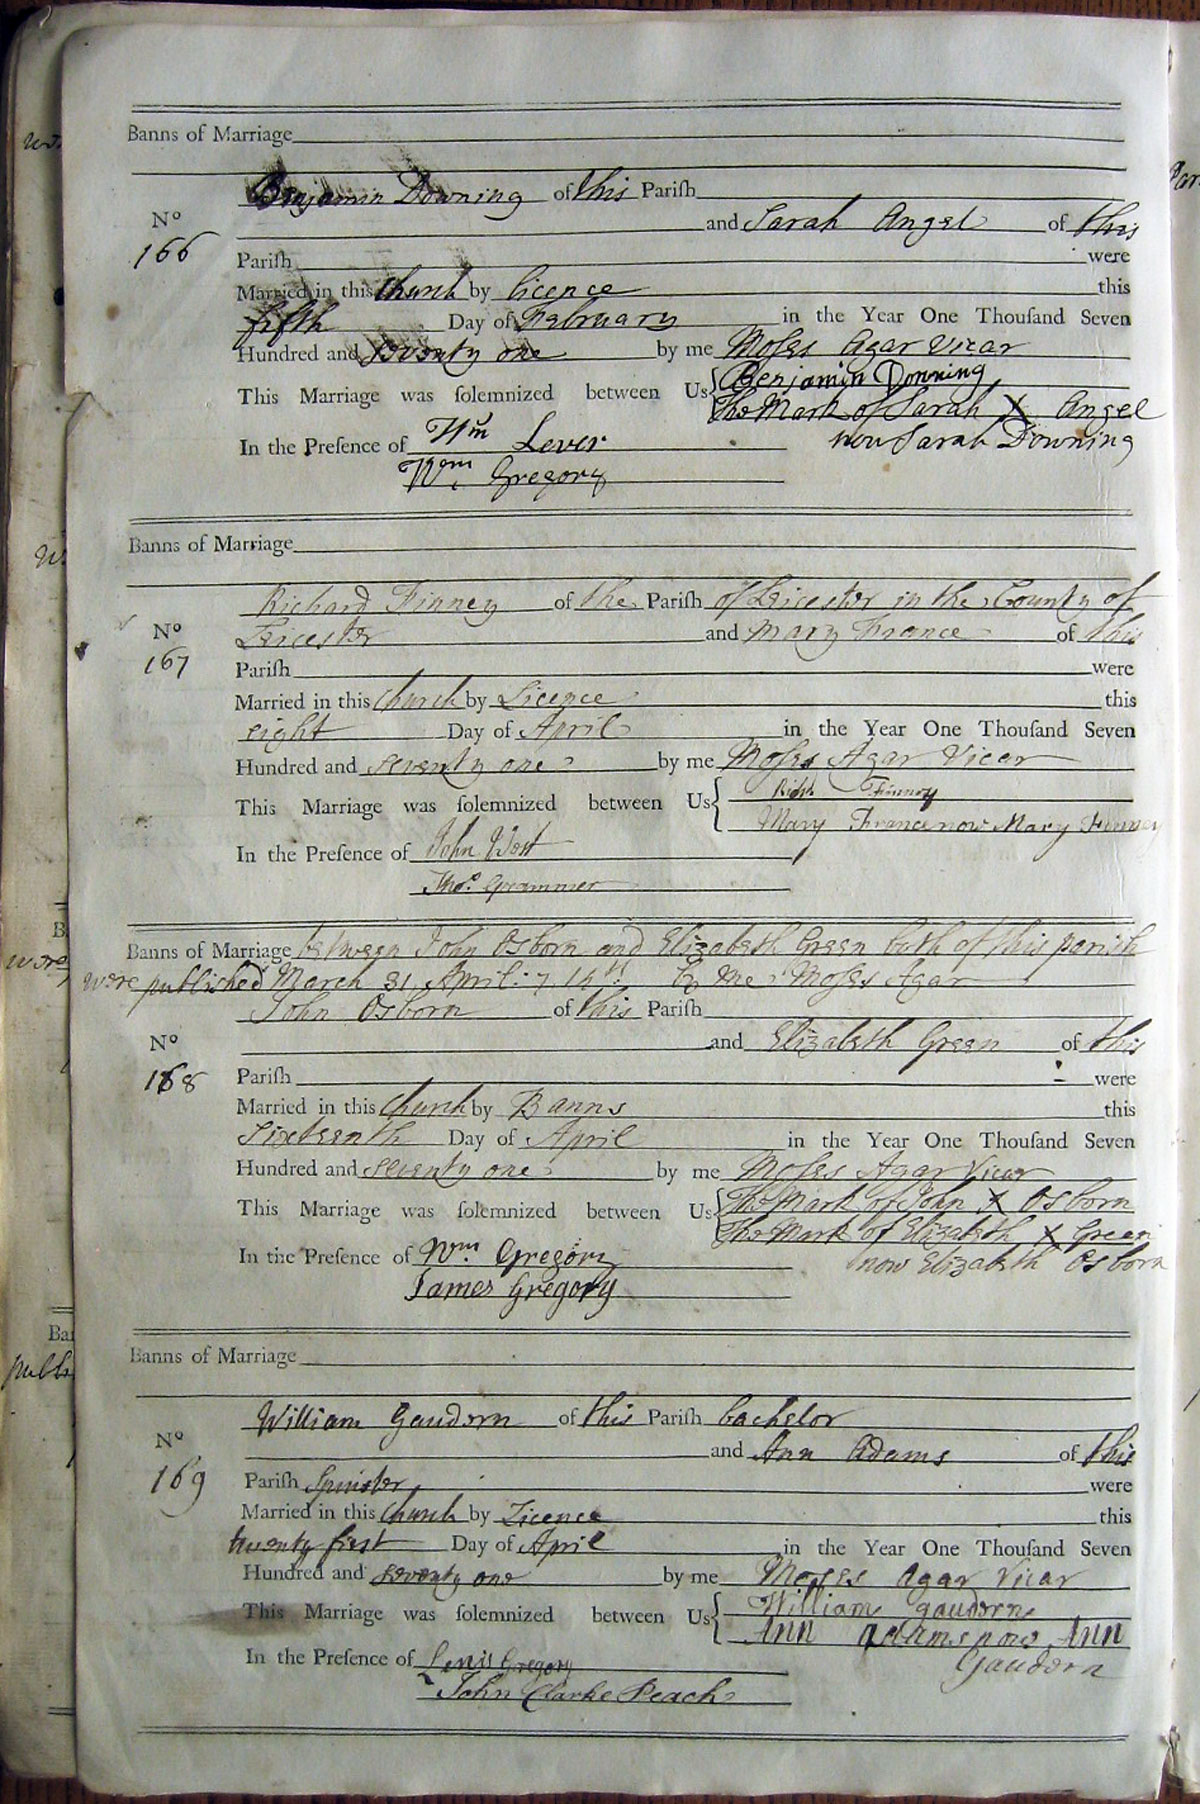 Banns of Marriage
Benjamin Downing of this Pariſh
No 166
and Sarah Angel of this
Pariſh were
Married in this Church by licence this
fifth Day of February in the Year One Thouſand Seven
Hundred and Seventy one by me Moſes Agar Vicar
This Marriage was ſolemnized between Us { Benjamin Downing
The Mark of Sarah X Angel
now Sarah Downing
In the Preſence of Wm Lever
Wm Gregory
Banns of Marriage
Richard Finney of the Pariſh of Leicester in the County of
No 167
Leicester and Mary France of this
Pariſh were
Married in this Church by Licence this
eight Day of April in the Year One Thouſand Seven
Hundred and seventy one by me Moſes Agar Vicar
This Marriage was ſolemnized between Us { Richd Finney
Mary France now Mary Finney
In the Preſence of John West
Thos. Grammer
Banns of Marriage between John Osborn and Elizabeth Green both of this parish
were published March 31 April 7, 14th By me Moſes Agar
John Osborn of this Pariſh
No 168
and Elizabeth Green of this
Pariſh were
Married in this Church by Banns this
Sixteenth Day of April in the Year One Thouſand Seven
Hundred and seventy one by me Moſes Agar Vicar
This Marriage was ſolemnized between Us { The Mark of John X Osborn
The Mark of Elizabeth X Green
now Elizabeth Osborn
In the Preſence of Wm. Gregory
James Gregory
Banns of Marriage
William Gaudern of this Pariſh bachelor
No 169
and Ann Adams of this
Pariſh Spinster were
Married in this Church by Licence this
twenty first Day of April in the Year One Thouſand Seven
Hundred and seventy one by me Moſes Agar Vicar
This Marriage was ſolemnized between Us { William gaudern
Ann adams now Ann
Gaudern
In the Preſence of Lewis Gregory
John Clarke Peach